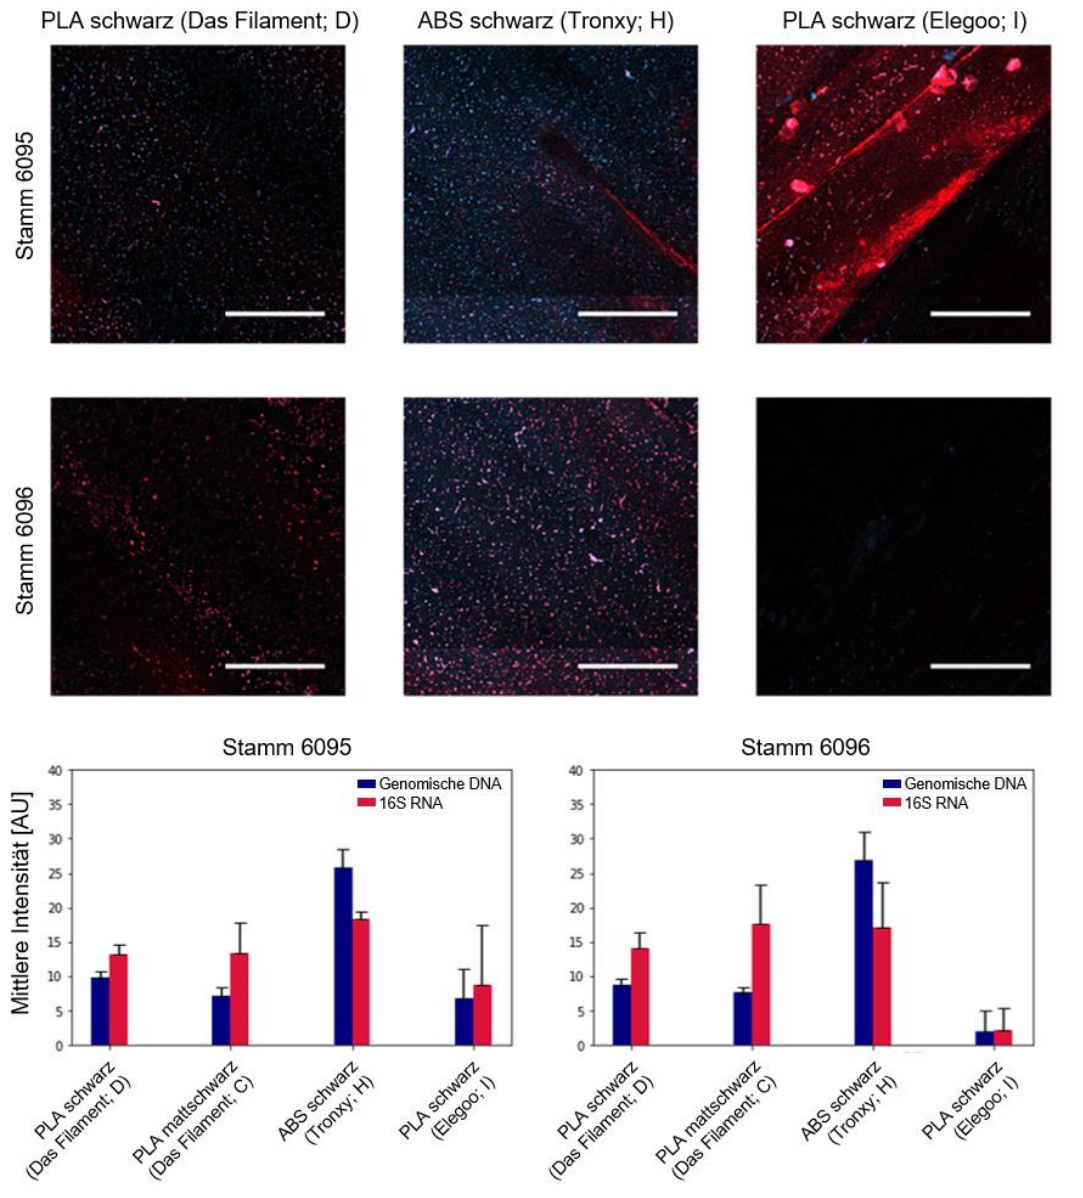 PLA schwarz (Das Filament; D)
ABS schwarz (Tronxy; H)
PLA schwarz (Elegoo; I)
Stamm 6095
Stamm 6096
Stamm 6095
Stamm 6096
Mittlere Intensität [AU]
40
35
30
25
20
15
10
5
0
Genomische DNA
16S RNA
PLA schwarz
(Das Filament; D)
PLA mattschwarz
(Das Filament; C)
ABS schwarz
(Tronxy; H)
PLA schwarz
(Elegoo; I)
40
35
30
25
20
15
10
5
0
Genomische DNA
16S RNA
PLA schwarz
(Das Filament; D)
PLA mattschwarz
(Das Filament; C)
ABS schwarz
(Tronxy; H)
PLA schwarz
(Elegoo; I)